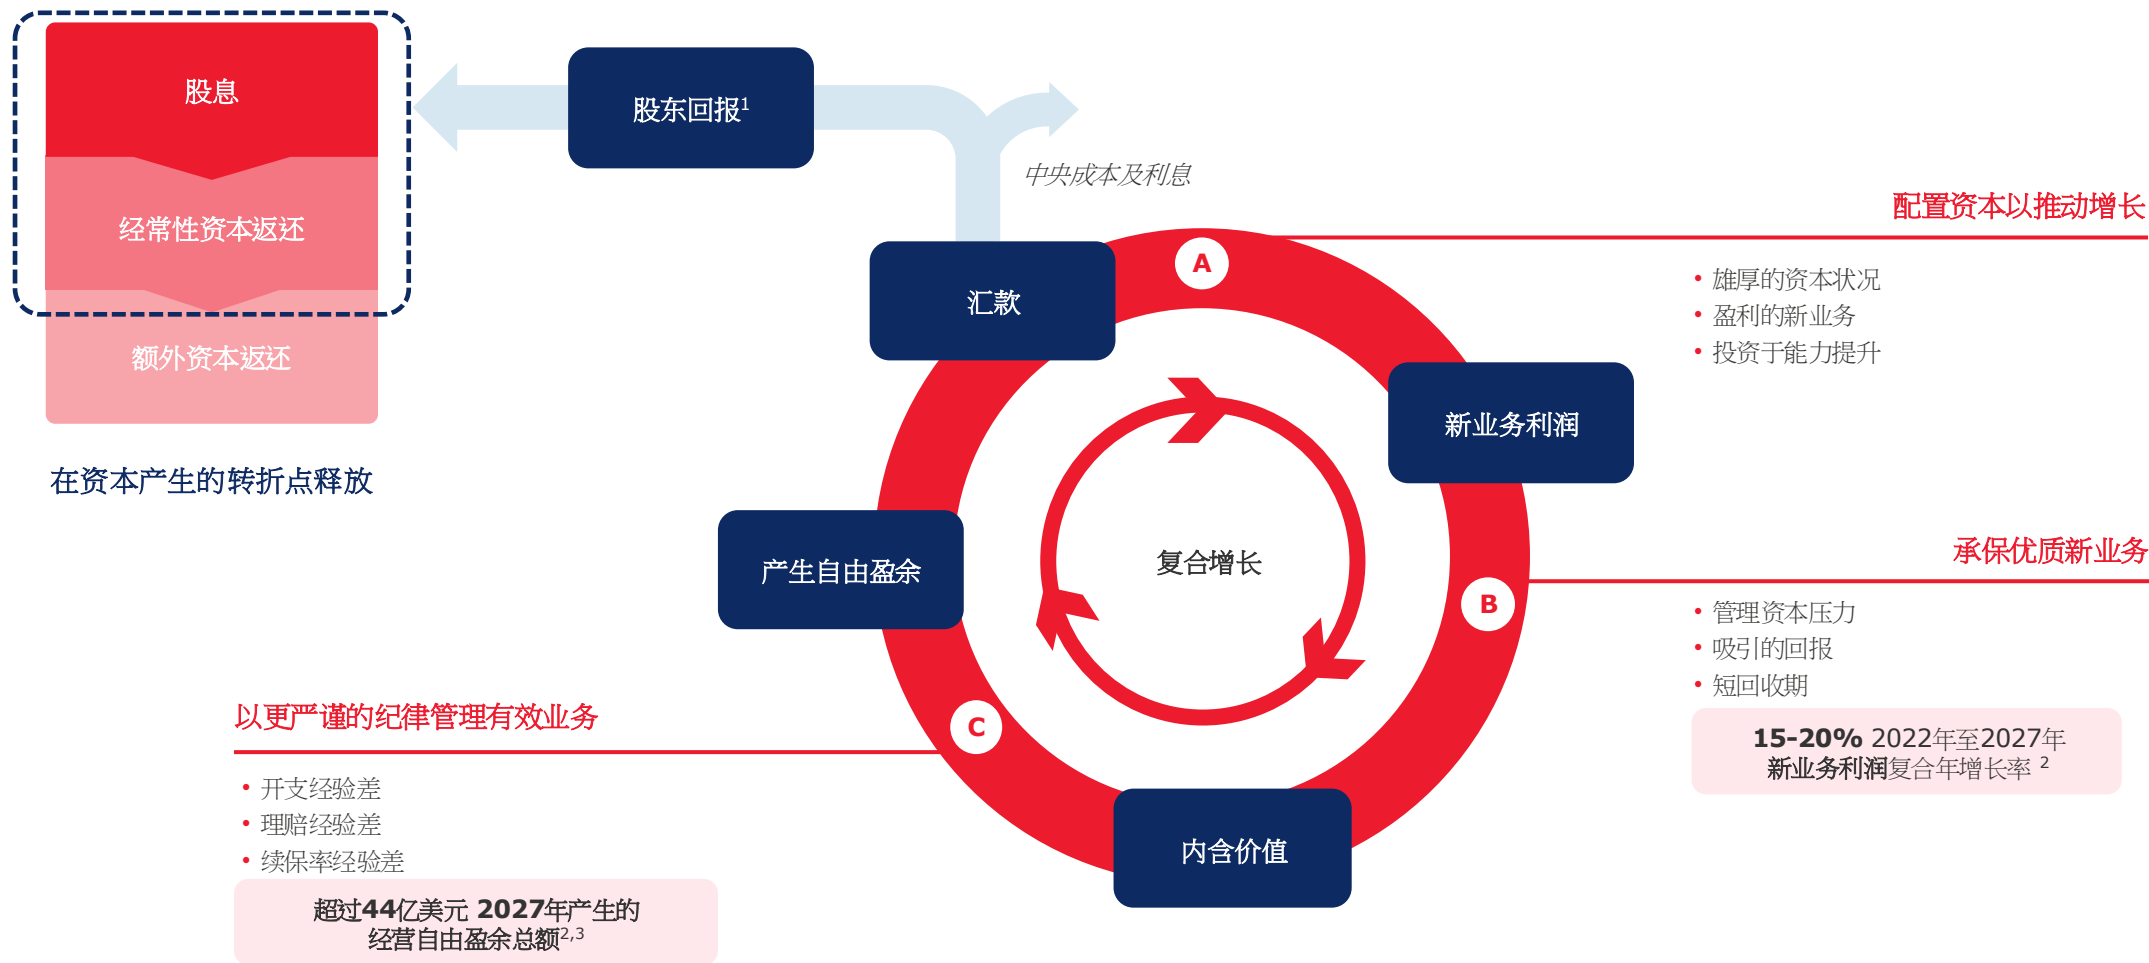 股息
经常性资本返还
额外资本返还
在资本产生的转折点释放
股东回报1
中央成本及利息
汇款
A
配置资本以推动增长
• 雄厚的资本状况
• 盈利的新业务
• 投资于能力提升
新业务利润
产生自由盈余
复合增长
B
承保优质新业务
• 管理资本压力
• 吸引的回报
• 短回收期
15-20% 2022年至2027年
新业务利润复合年增长率 2
C
以更严谨的纪律管理有效业务
• 开支经验差
• 理赔经验差
• 续保率经验差
超过44亿美元 2027年产生的
经营自由盈余总额2,3
内含价值